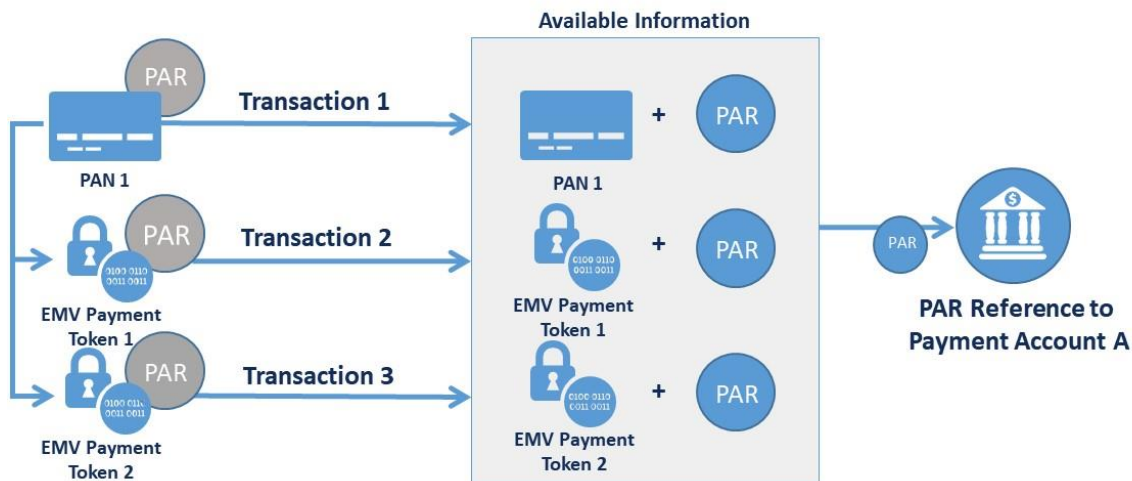 Available Information
PAR
Transaction 1
+
PAR
PAN 1
PAN 1
PAR
Transaction 2
0100 0110
0011 0011
EMV Payment
Token 1
0100 0110
0011 0011
EMV Payment
Token 1
+
PAR
PAR
$
PAR Reference to
Payment Account A
PAR
Transaction 3
0100 0110
0011 0011
EMV Payment
Token 2
0100 0110
0011 0011
EMV Payment
Token 2
+
PAR